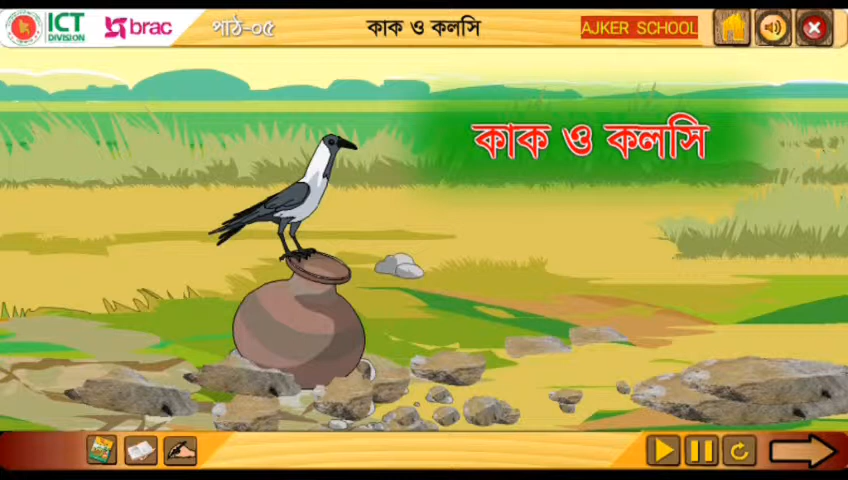 ICT
DIVISION
brac
পাঠ-০৫
কাক ও কলসি
AJKER SCHOOL
কাক ও কলসি